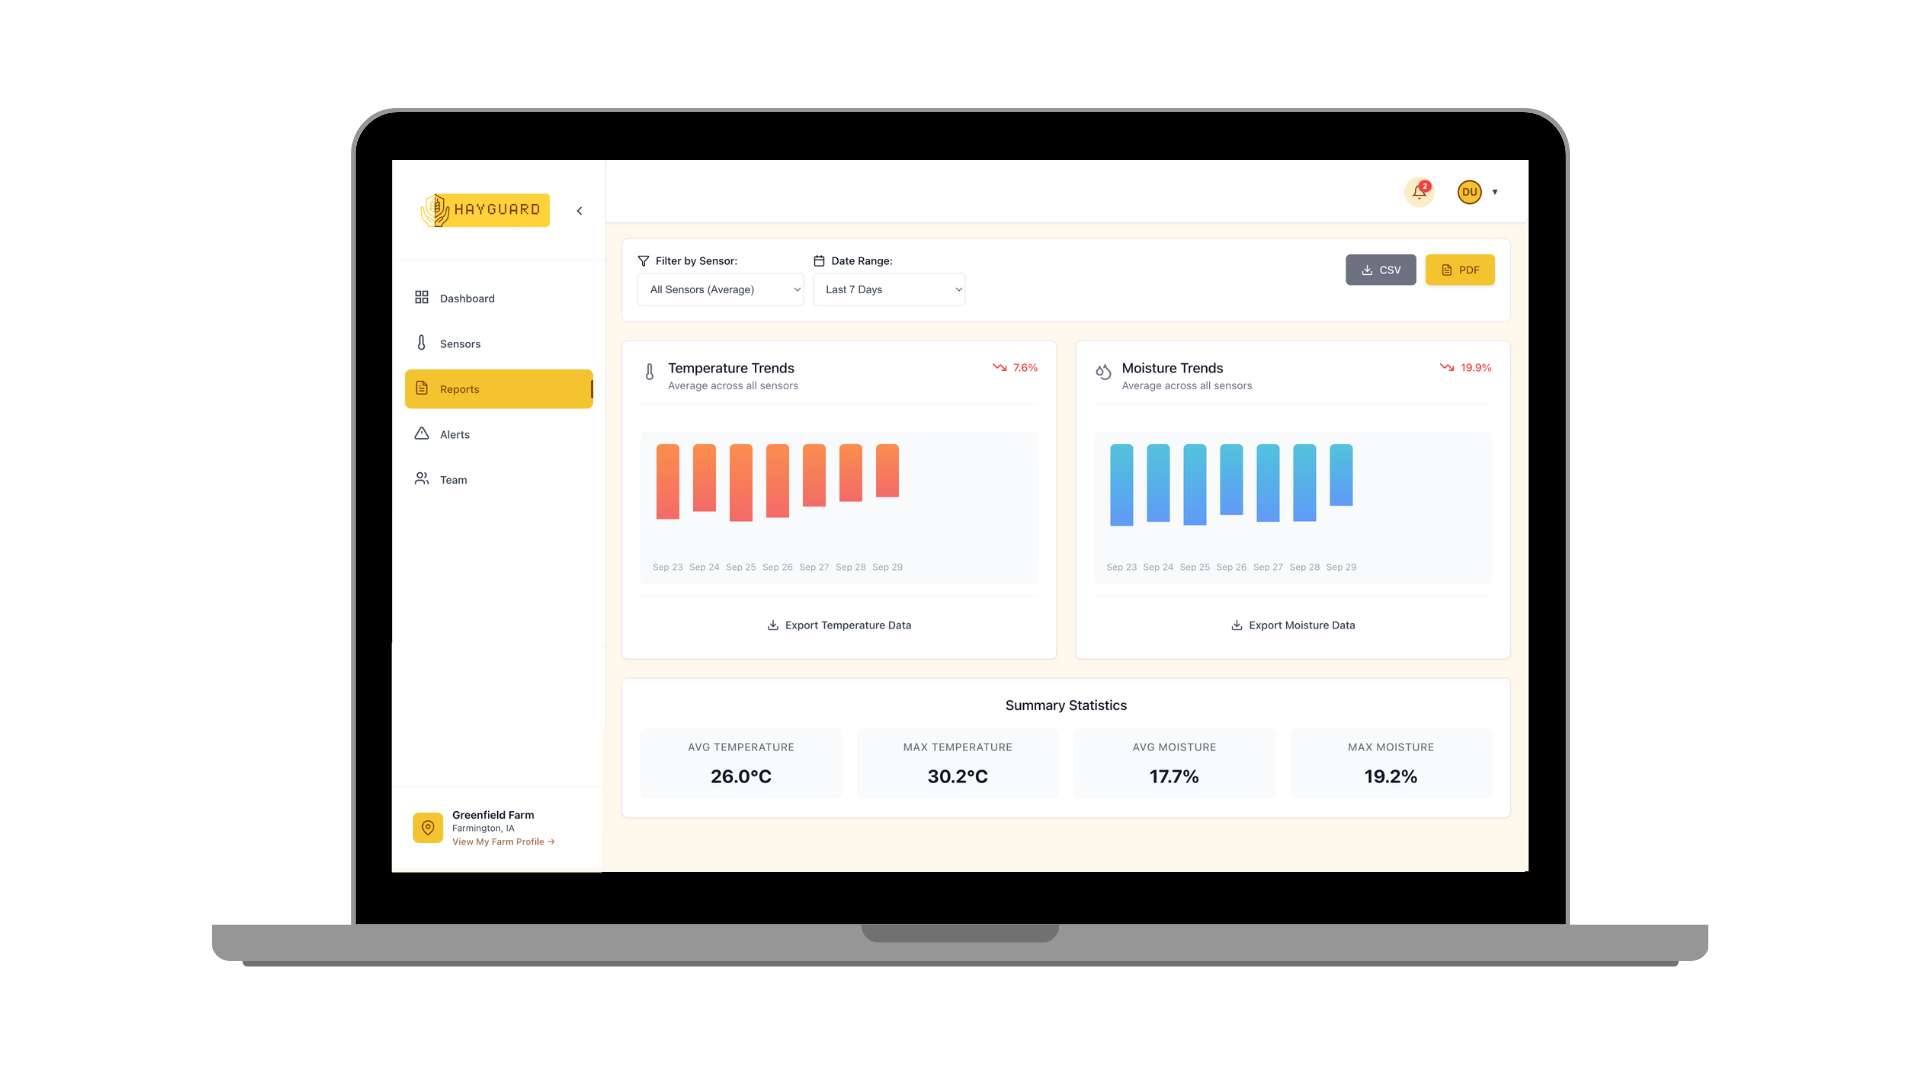 HAYGUARD
Dashboard
Sensors
Reports
Alerts
Team
Greenfield Farm
Farmington, IA
View My Farm Profile →
2
DU
Filter by Sensor:
All Sensors (Average)
Date Range:
Last 7 Days
CSV
PDF
Temperature Trends
Average across all sensors
7.6%
Sep 23 Sep 24 Sep 25 Sep 26 Sep 27 Sep 28 Sep 29
Export Temperature Data
Moisture Trends
Average across all sensors
19.9%
Sep 23 Sep 24 Sep 25 Sep 26 Sep 27 Sep 28 Sep 29
Export Moisture Data
Summary Statistics
AVG TEMPERATURE
26.0°C
MAX TEMPERATURE
30.2°C
AVG MOISTURE
17.7%
MAX MOISTURE
19.2%